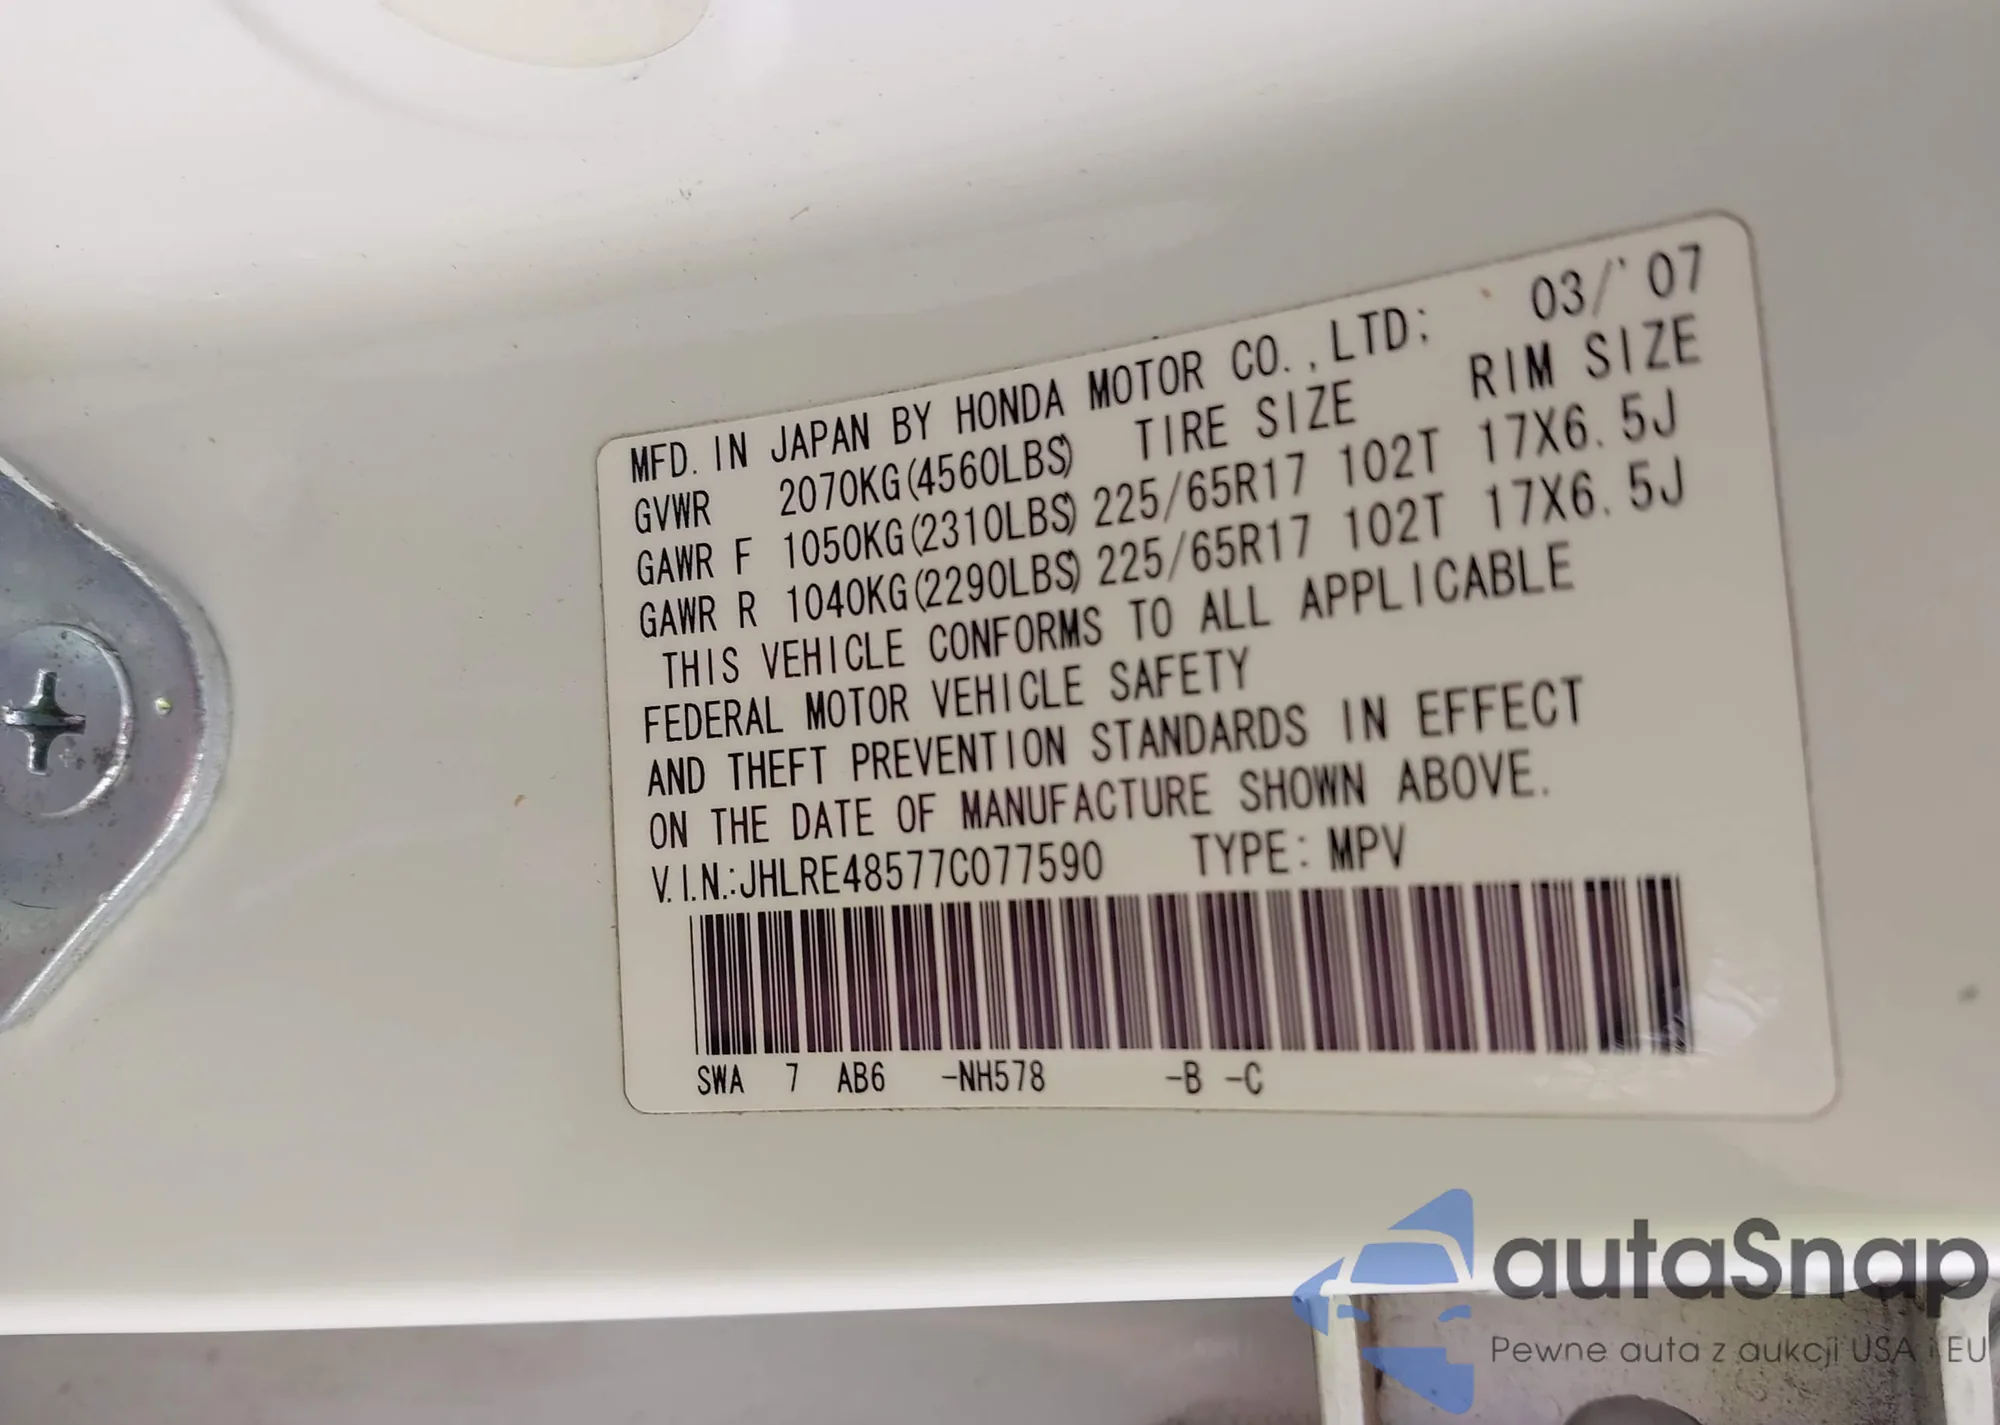 MFD. IN JAPAN BY HONDA MOTOR CO.,LTD; 03/'07
GVWR 2070KG(4560LBS) TIRE SIZE RIM SIZE
GAWR F 1050KG(2310LBS) 225/65R17 102T 17X6.5J
GAWR R 1040KG(2290LBS) 225/65R17 102T 17X6.5J
THIS VEHICLE CONFORMS TO ALL APPLICABLE
FEDERAL MOTOR VEHICLE SAFETY
AND THEFT PREVENTION STANDARDS IN EFFECT
ON THE DATE OF MANUFACTURE SHOWN ABOVE.
V.I.N.:JHLRE48577C077590 TYPE:MPV
SWA 7 AB6 -NH578 -B -C
autaSnap
Pewne auta z aukcji USA i EU